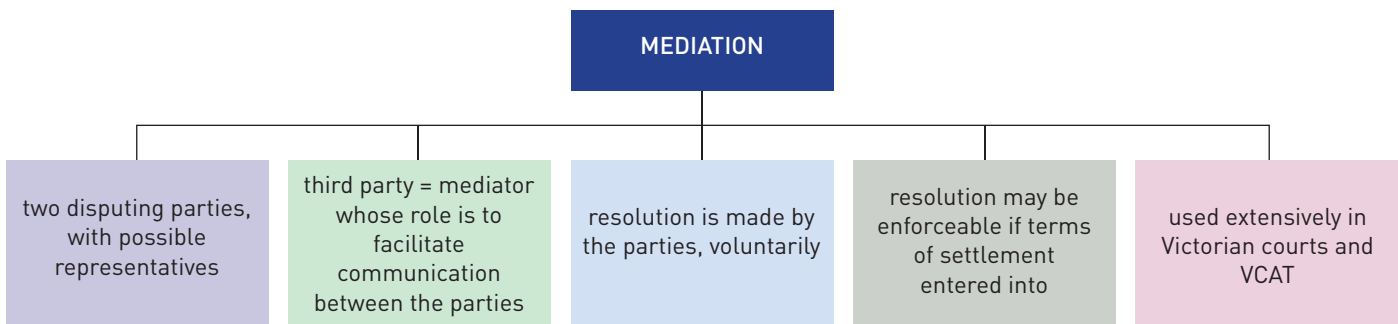 MEDIATION
two disputing parties,
with possible
representatives
third party = mediator
whose role is to
facilitate
communication
between the parties
resolution is made by
the parties, voluntarily
resolution may be
enforceable if terms
of settlement
entered into
used extensively in
Victorian courts and
VCAT